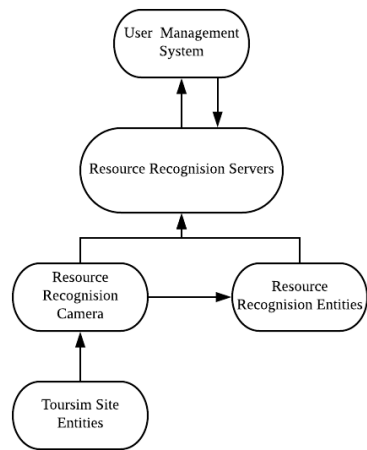 User Management
System
Resource Recognision Servers
Resource
Recognision
Camera
Resource
Recognision Entities
Toursim Site
Entities